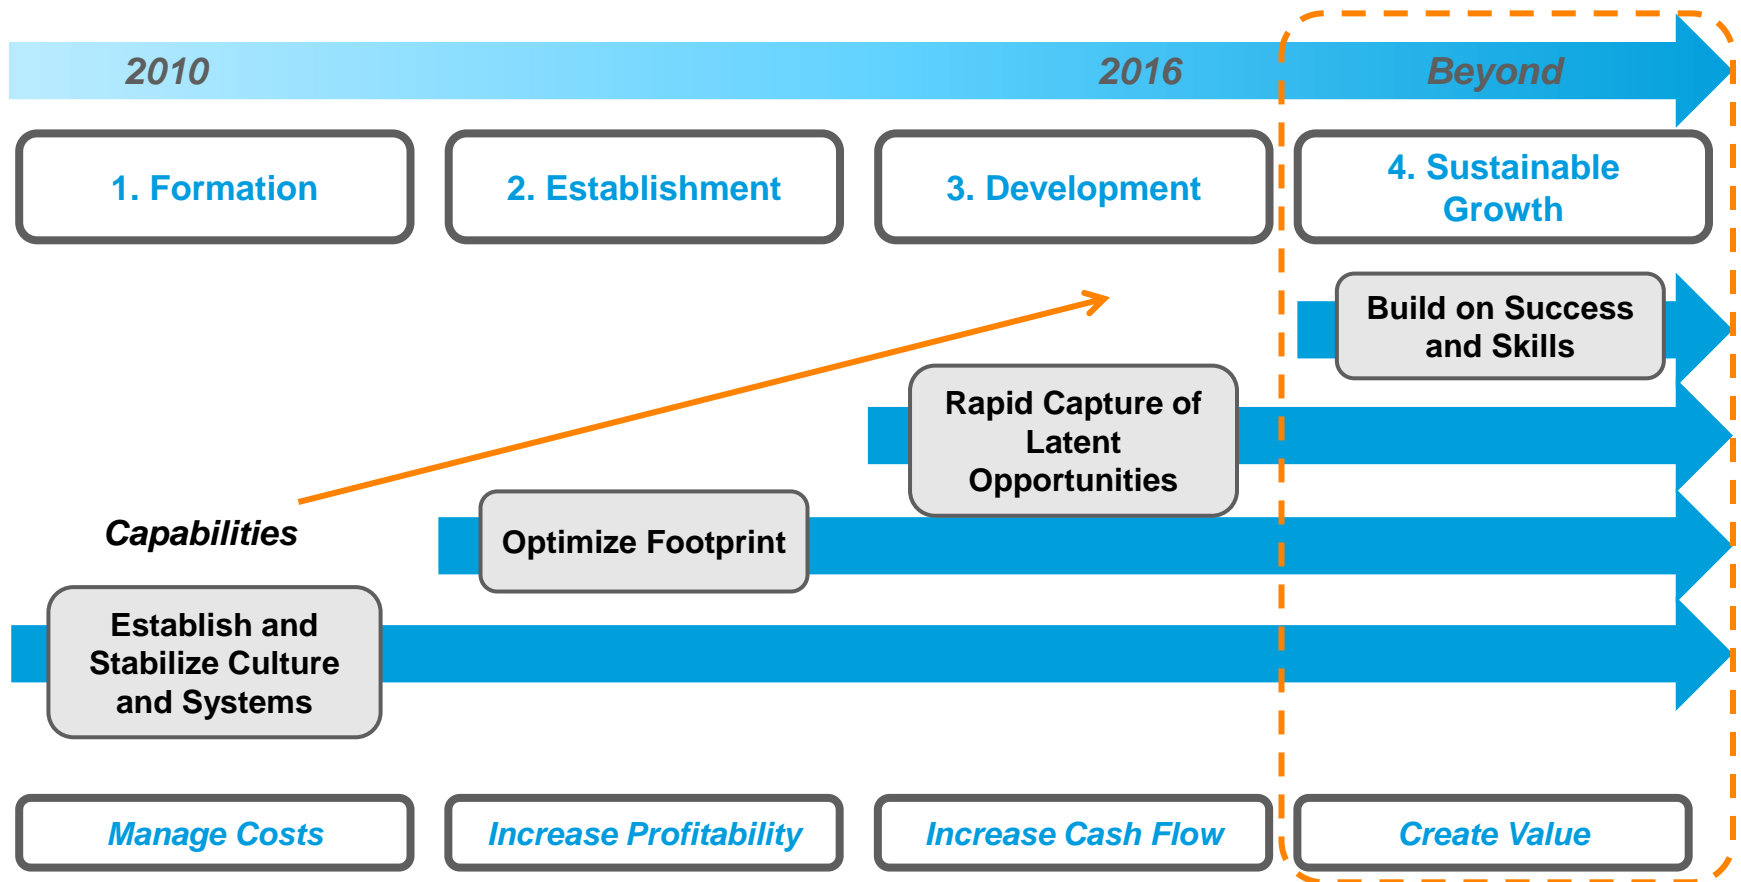 2010
2016
Beyond
1. Formation
2. Establishment
3. Development
4. Sustainable
Growth
Build on Success
and Skills
Rapid Capture of
Latent
Opportunities
Capabilities
Optimize Footprint
Establish and
Stabilize Culture
and Systems
Manage Costs
Increase Profitability
Increase Cash Flow
Create Value